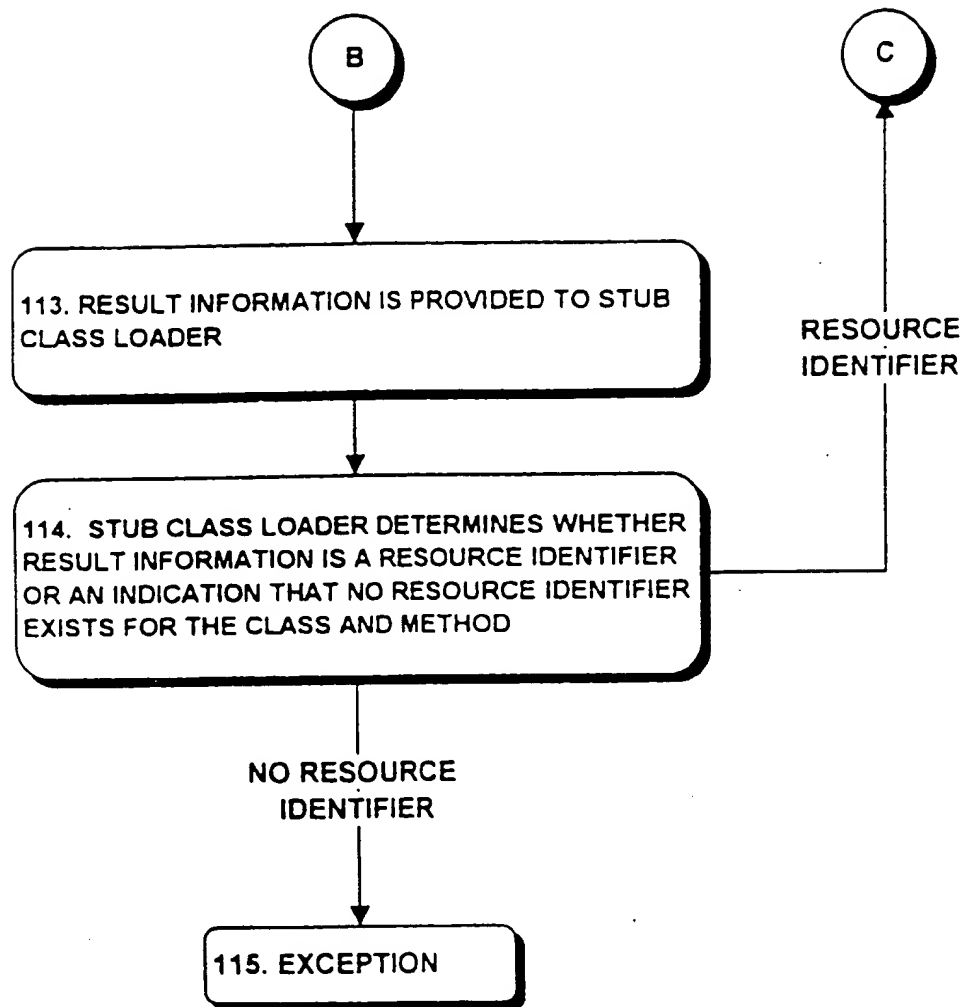 B
C
113. RESULT INFORMATION IS PROVIDED TO STUB
CLASS LOADER
RESOURCE
IDENTIFIER
114. STUB CLASS LOADER DETERMINES WHETHER
RESULT INFORMATION IS A RESOURCE IDENTIFIER
OR AN INDICATION THAT NO RESOURCE IDENTIFIER
EXISTS FOR THE CLASS AND METHOD
NO RESOURCE
IDENTIFIER
115. EXCEPTION